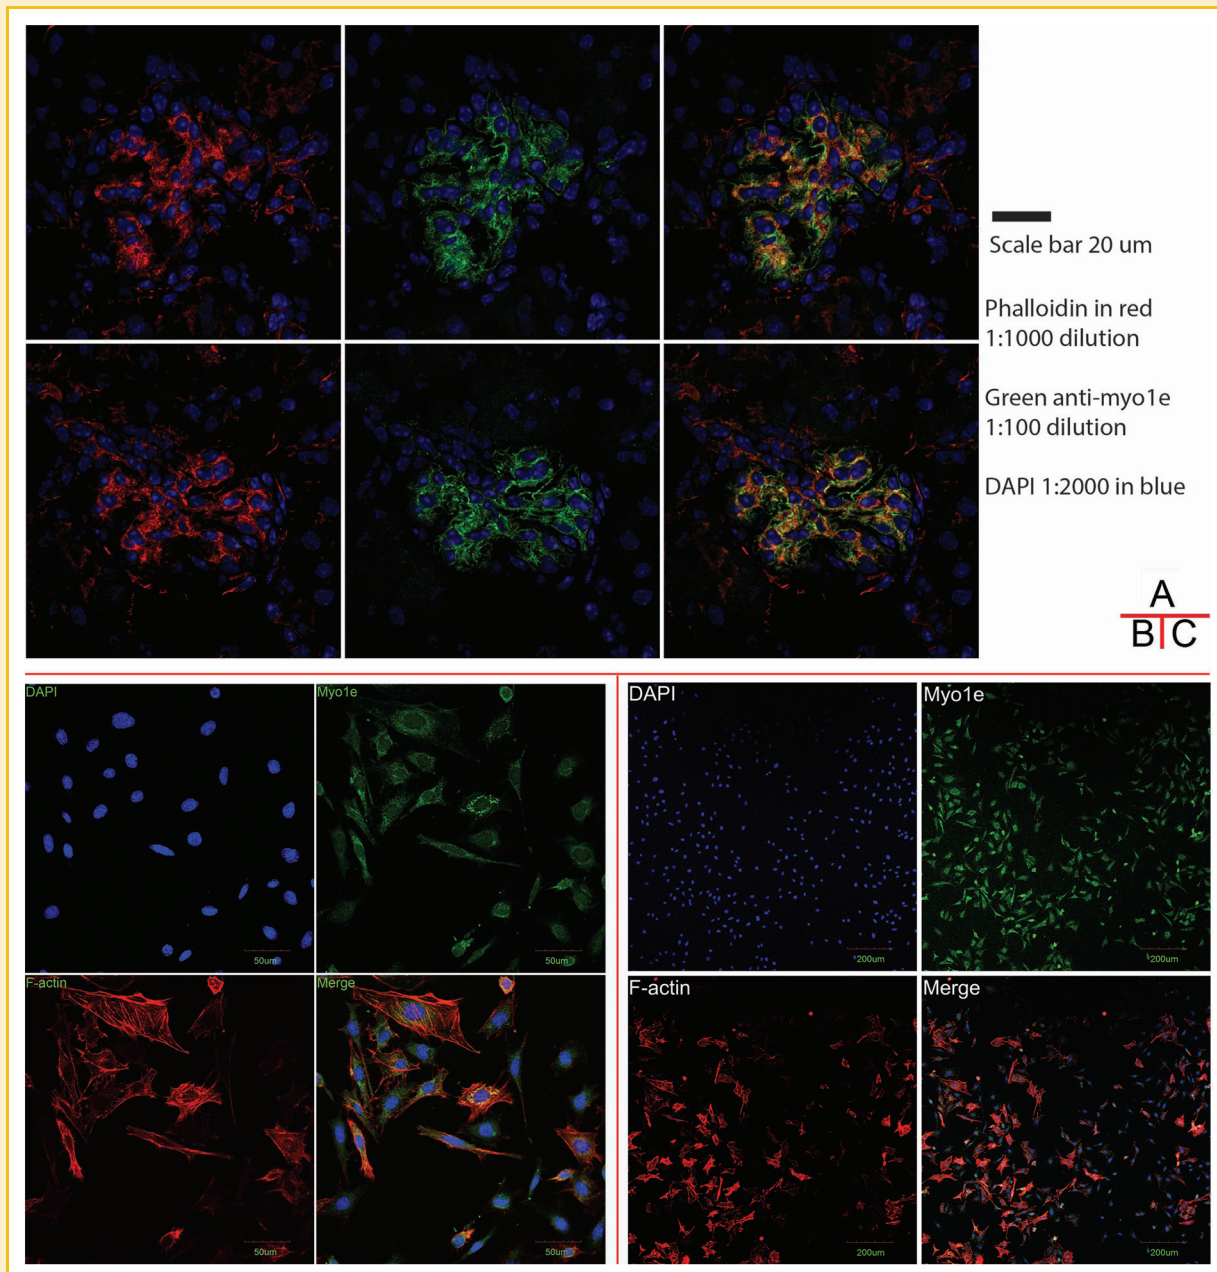 Scale bar 20 um
Phalloidin in red
1:1000 dilution
Green anti-myo1e
1:100 dilution
DAPI 1:2000 in blue
A
B C
DAPI
Myo1e
50um
50um
F-actin
Merge
50um
50um
DAPI
Myo1e
200um
200um
F-actin
Merge
200um
200um